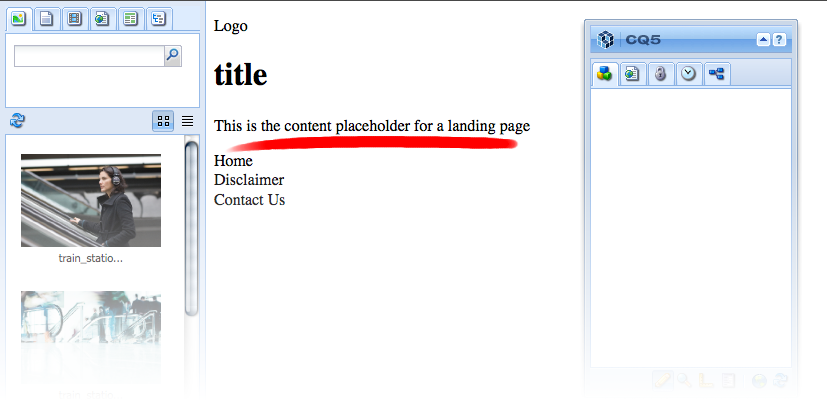 Logo
title
This is the content placeholder for a landing page
Home
Disclaimer
Contact Us
CQ5
?
train_statio...